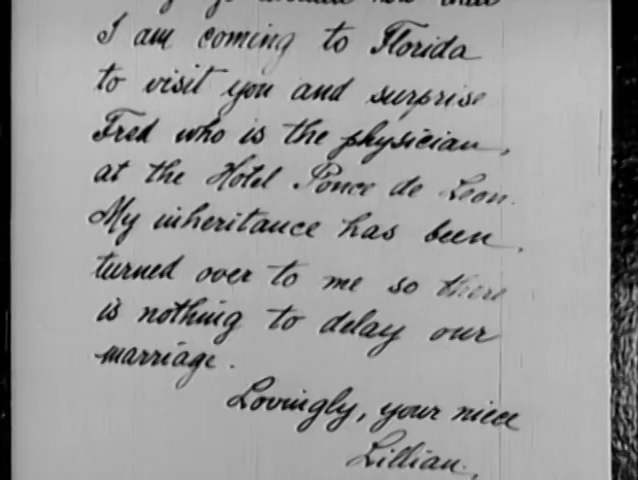 I am coming to Florida
to visit you and surprise
Fred who is the physician,
at the Hotel Ponce de Leon.
My inheritance has been
turned over to me so there
is nothing to delay our
marriage.
Lovingly, your niece
Lillian.